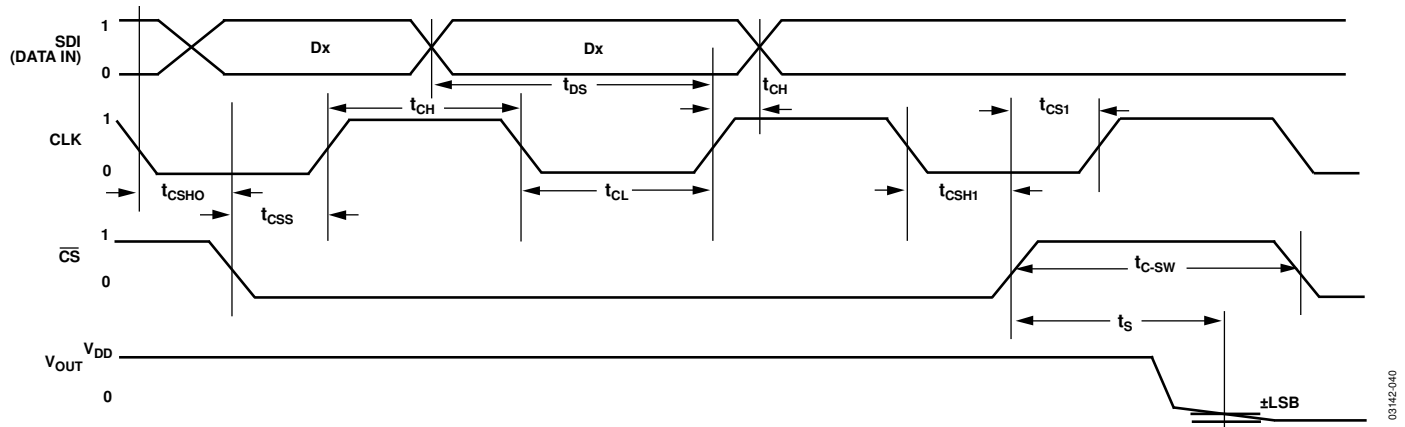 1
SDI
(DATA IN)
0
Dx
Dx
tDS
tCH
1
CLK
0
tCH
tCL
tCS1
tCSHO
tCSS
tCSH1
1
CS
0
tC-SW
tS
VOUT
VDD
0
±LSB
03142-040